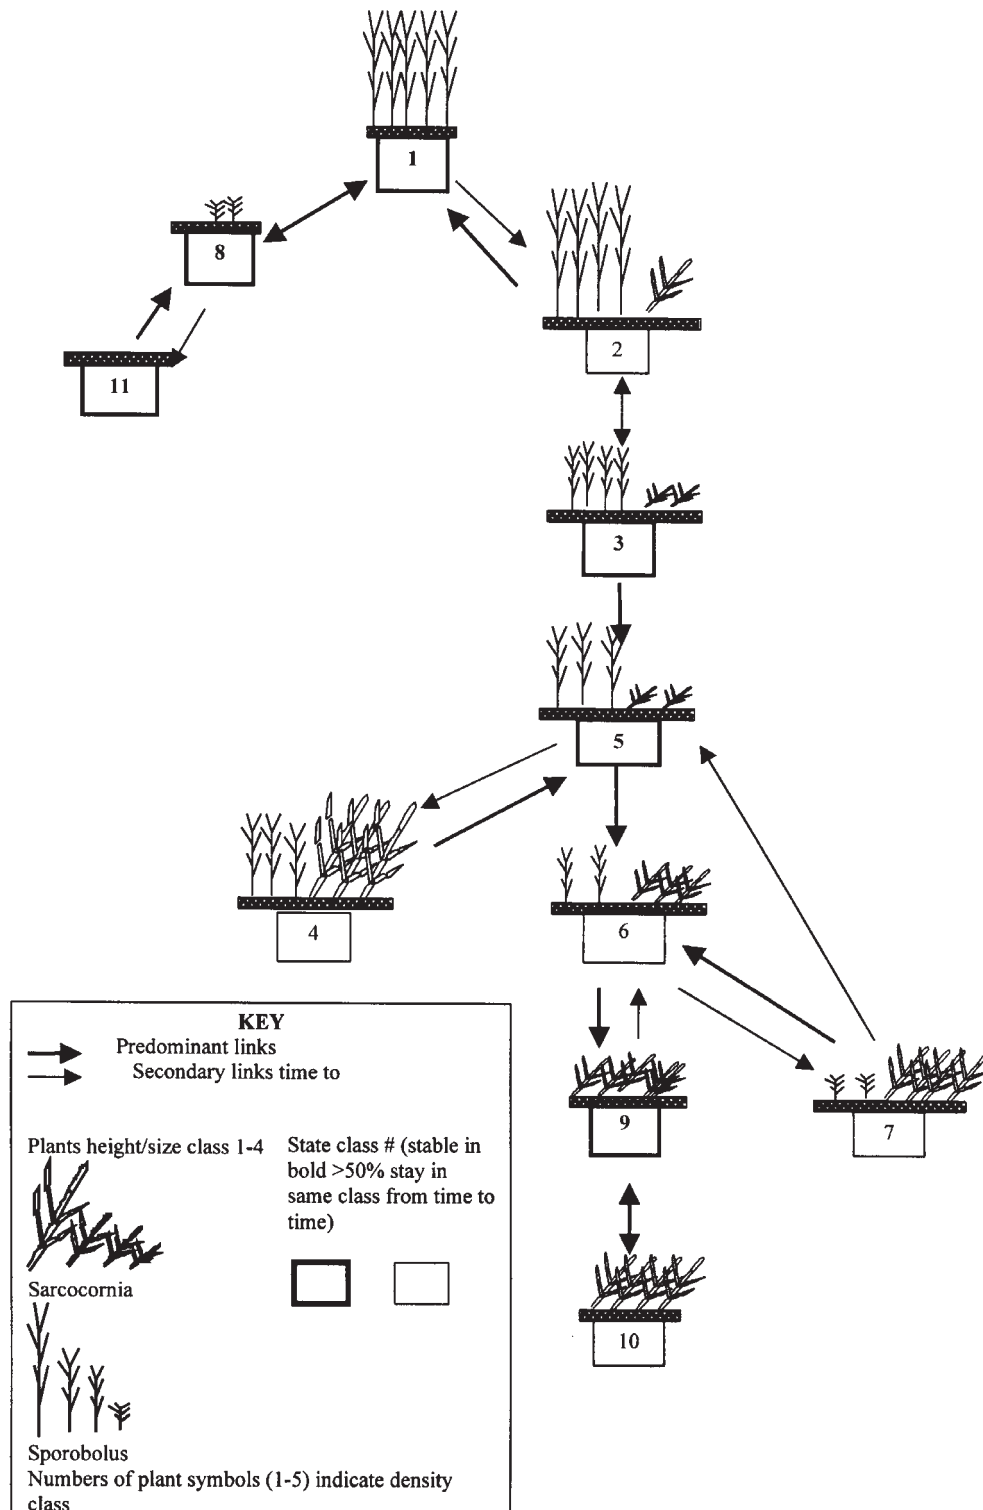 1
8
2
11
3
5
4
6
9
7
10
KEY
Predominant links
Secondary links time to
Plants height/size class 1-4
State class # (stable in
bold >50% stay in
same class from time to
time)
Sarcocornia
Sporobolus
Numbers of plant symbols (1-5) indicate density
class